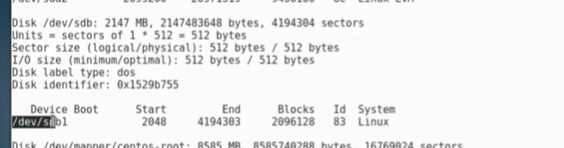 Disk /dev/sdb: 2147 MB, 2147483648 bytes, 4194304 sectors
Units = sectors of 1 * 512 = 512 bytes
Sector size (logical/physical): 512 bytes / 512 bytes
I/O size (minimum/optimal): 512 bytes / 512 bytes
Disk label type: dos
Disk identifier: 0x1529b755
Device Boot Start End Blocks Id System
/dev/sdb1 2048 4194303 2096128 83 Linux
Disk /dev/mapper/centos-root: 8585 MB, 8585740288 bytes, 16769024 sectors